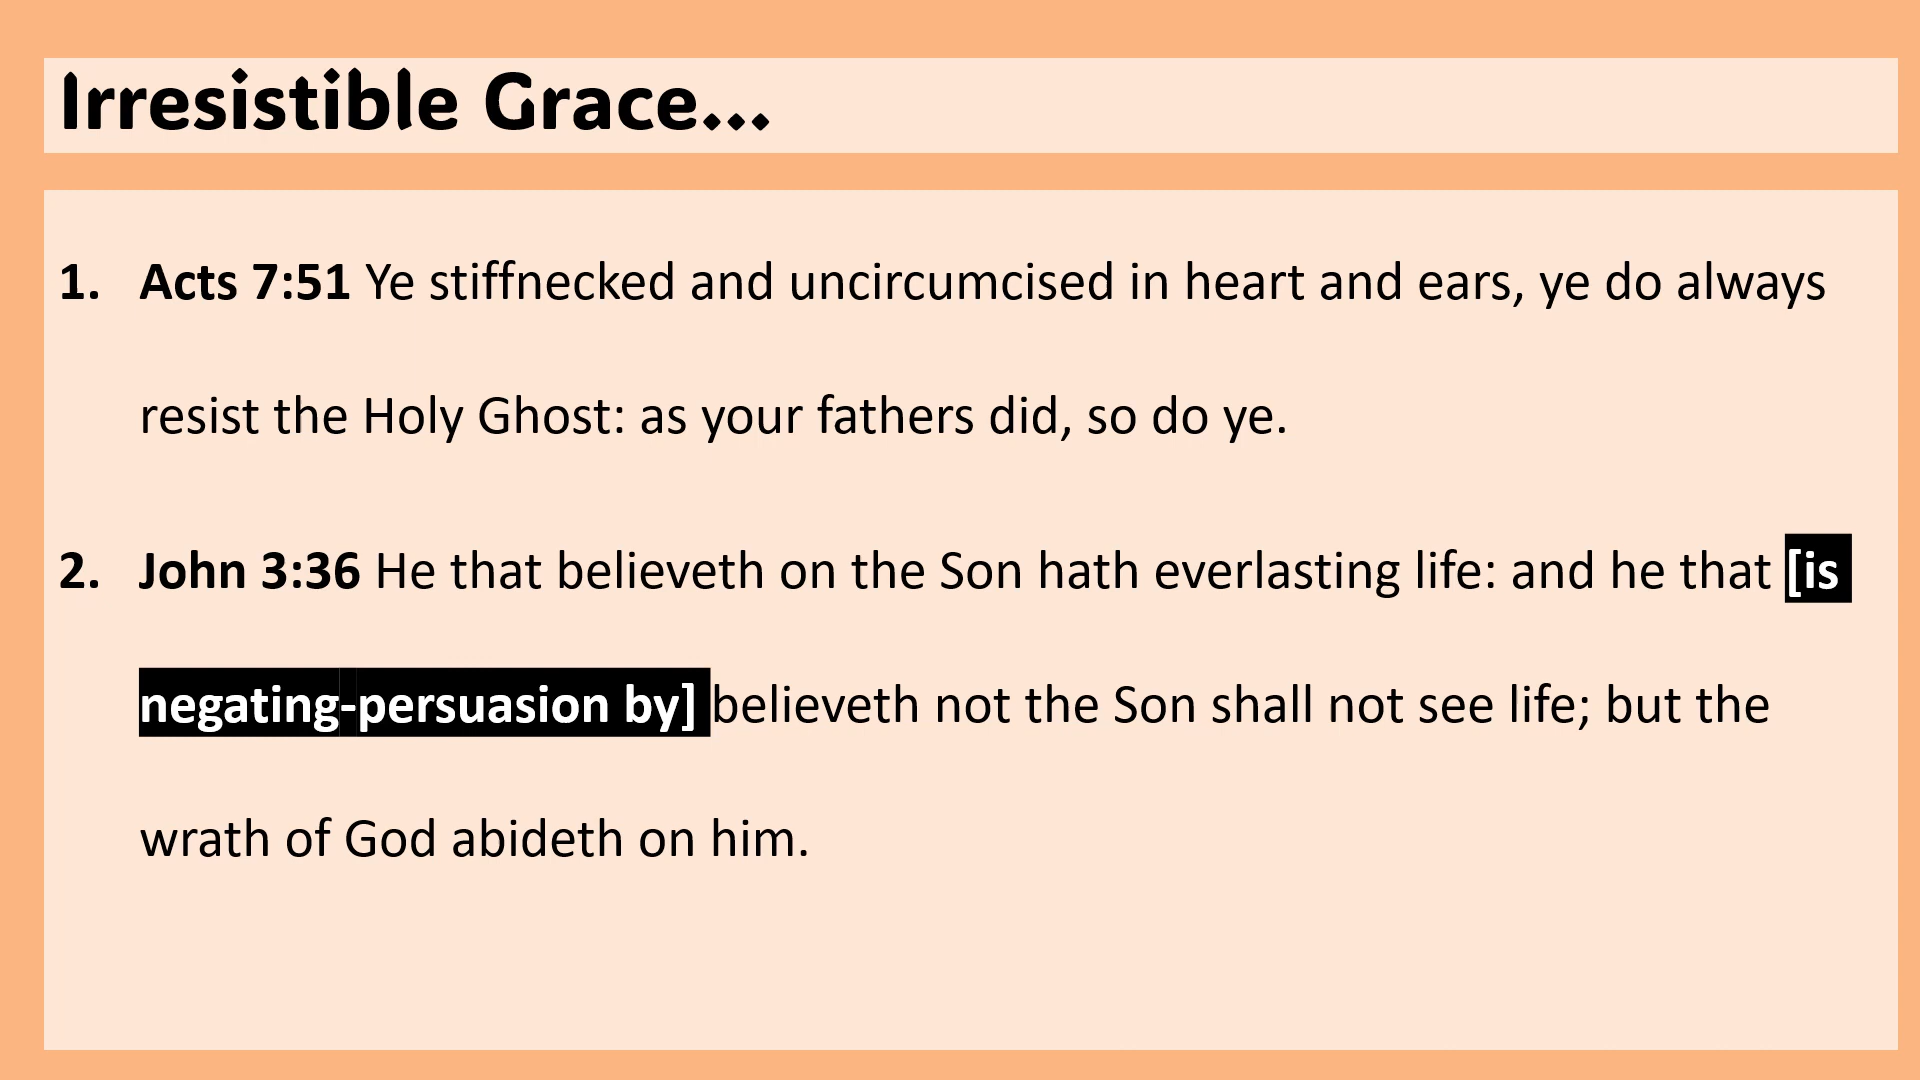 Irresistible Grace...
1. Acts 7:51 Ye stiffnecked and uncircumcised in heart and ears, ye do always
resist the Holy Ghost: as your fathers did, so do ye.
2. John 3:36 He that believeth on the Son hath everlasting life: and he that [is
negating-persuasion by] believeth not the Son shall not see life; but the
wrath of God abideth on him.